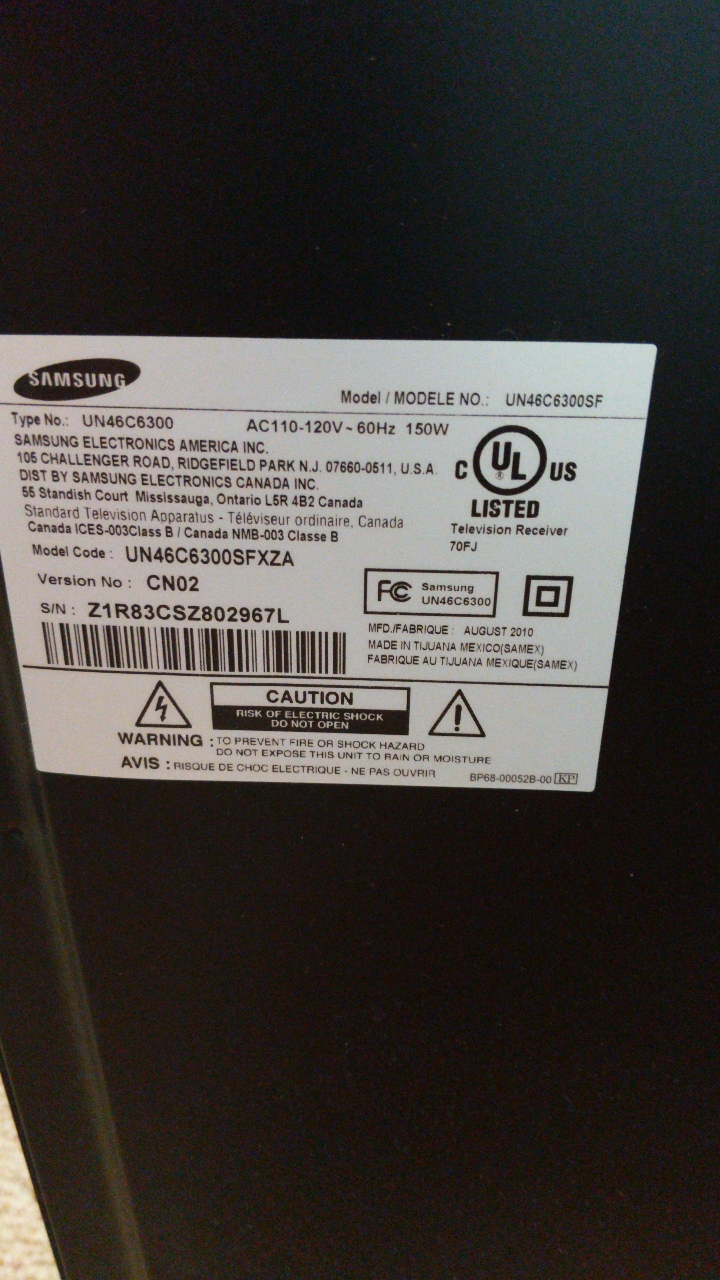 SAMSUNG
Model / MODELE NO.: UN46C6300SF
Type No.: UN46C6300 AC110-120V~60Hz 150W
SAMSUNG ELECTRONICS AMERICA INC.
105 CHALLENGER ROAD, RIDGEFIELD PARK N.J. 07660-0511, U.S.A.
DIST BY SAMSUNG ELECTRONICS CANADA INC.
55 Standish Court Mississauga, Ontario L5R 4B2 Canada
Standard Television Apparatus - Téléviseur ordinaire, Canada
Canada ICES-003Class B / Canada NMB-003 Classe B
C UL ® US
LISTED
Television Receiver
70FJ
Model Code : UN46C6300SFXZA
Version No : CN02
S/N : Z1R83CSZ802967L
FC Samsung
UN46C6300
MFD./FABRIQUE : AUGUST 2010
MADE IN TIJUANA MEXICO(SAMEX)
FABRIQUE AU TIJUANA MEXIQUE(SAMEX)
CAUTION
RISK OF ELECTRIC SHOCK
DO NOT OPEN
WARNING : TO PREVENT FIRE OR SHOCK HAZARD
DO NOT EXPOSE THIS UNIT TO RAIN OR MOISTURE
AVIS : RISQUE DE CHOC ELECTRIQUE - NE PAS OUVRIR
BP68-00052B-00 KP